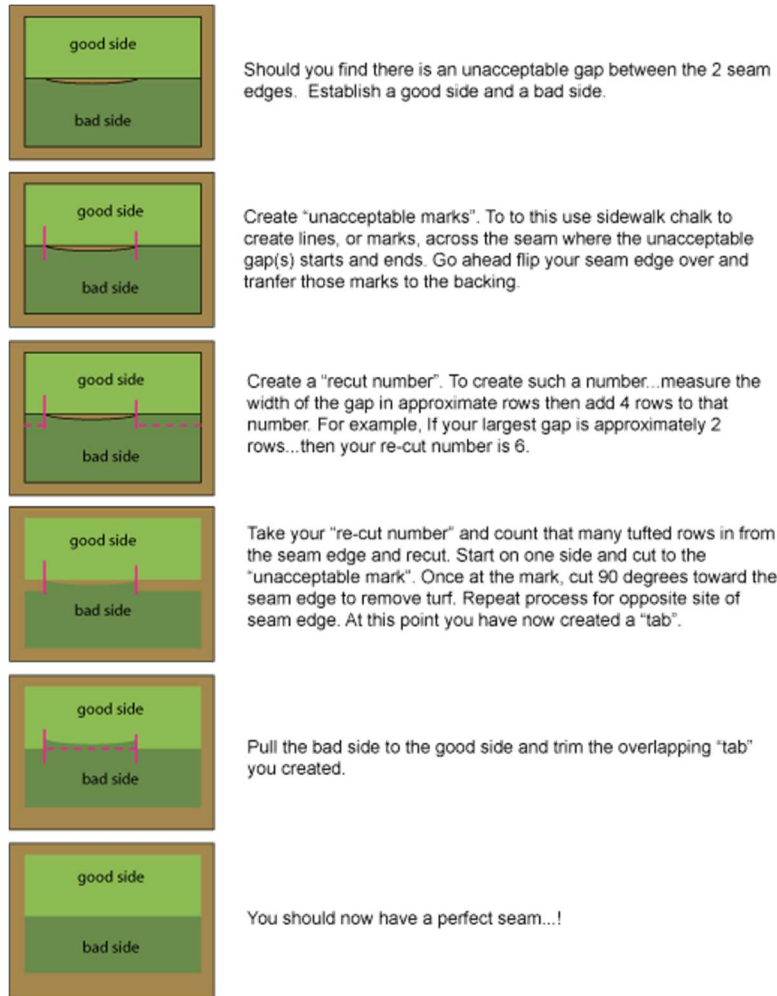 good side
bad side
Should you find there is an unacceptable gap between the 2 seam
edges.  Establish a good side and a bad side.
good side
bad side
Create “unacceptable marks”. To to this use sidewalk chalk to
create lines, or marks, across the seam where the unacceptable
gap(s) starts and ends. Go ahead flip your seam edge over and
tranfer those marks to the backing.
good side
bad side
Create a “recut number”. To create such a number...measure the
width of the gap in approximate rows then add 4 rows to that
number. For example, If your largest gap is approximately 2
rows...then your re-cut number is 6.
good side
bad side
Take your “re-cut number” and count that many tufted rows in from
the seam edge and recut. Start on one side and cut to the
“unacceptable mark”. Once at the mark, cut 90 degrees toward the
seam edge to remove turf. Repeat process for opposite site of
seam edge. At this point you have now created a “tab”.
good side
bad side
Pull the bad side to the good side and trim the overlapping “tab”
you created.
good side
bad side
You should now have a perfect seam...!